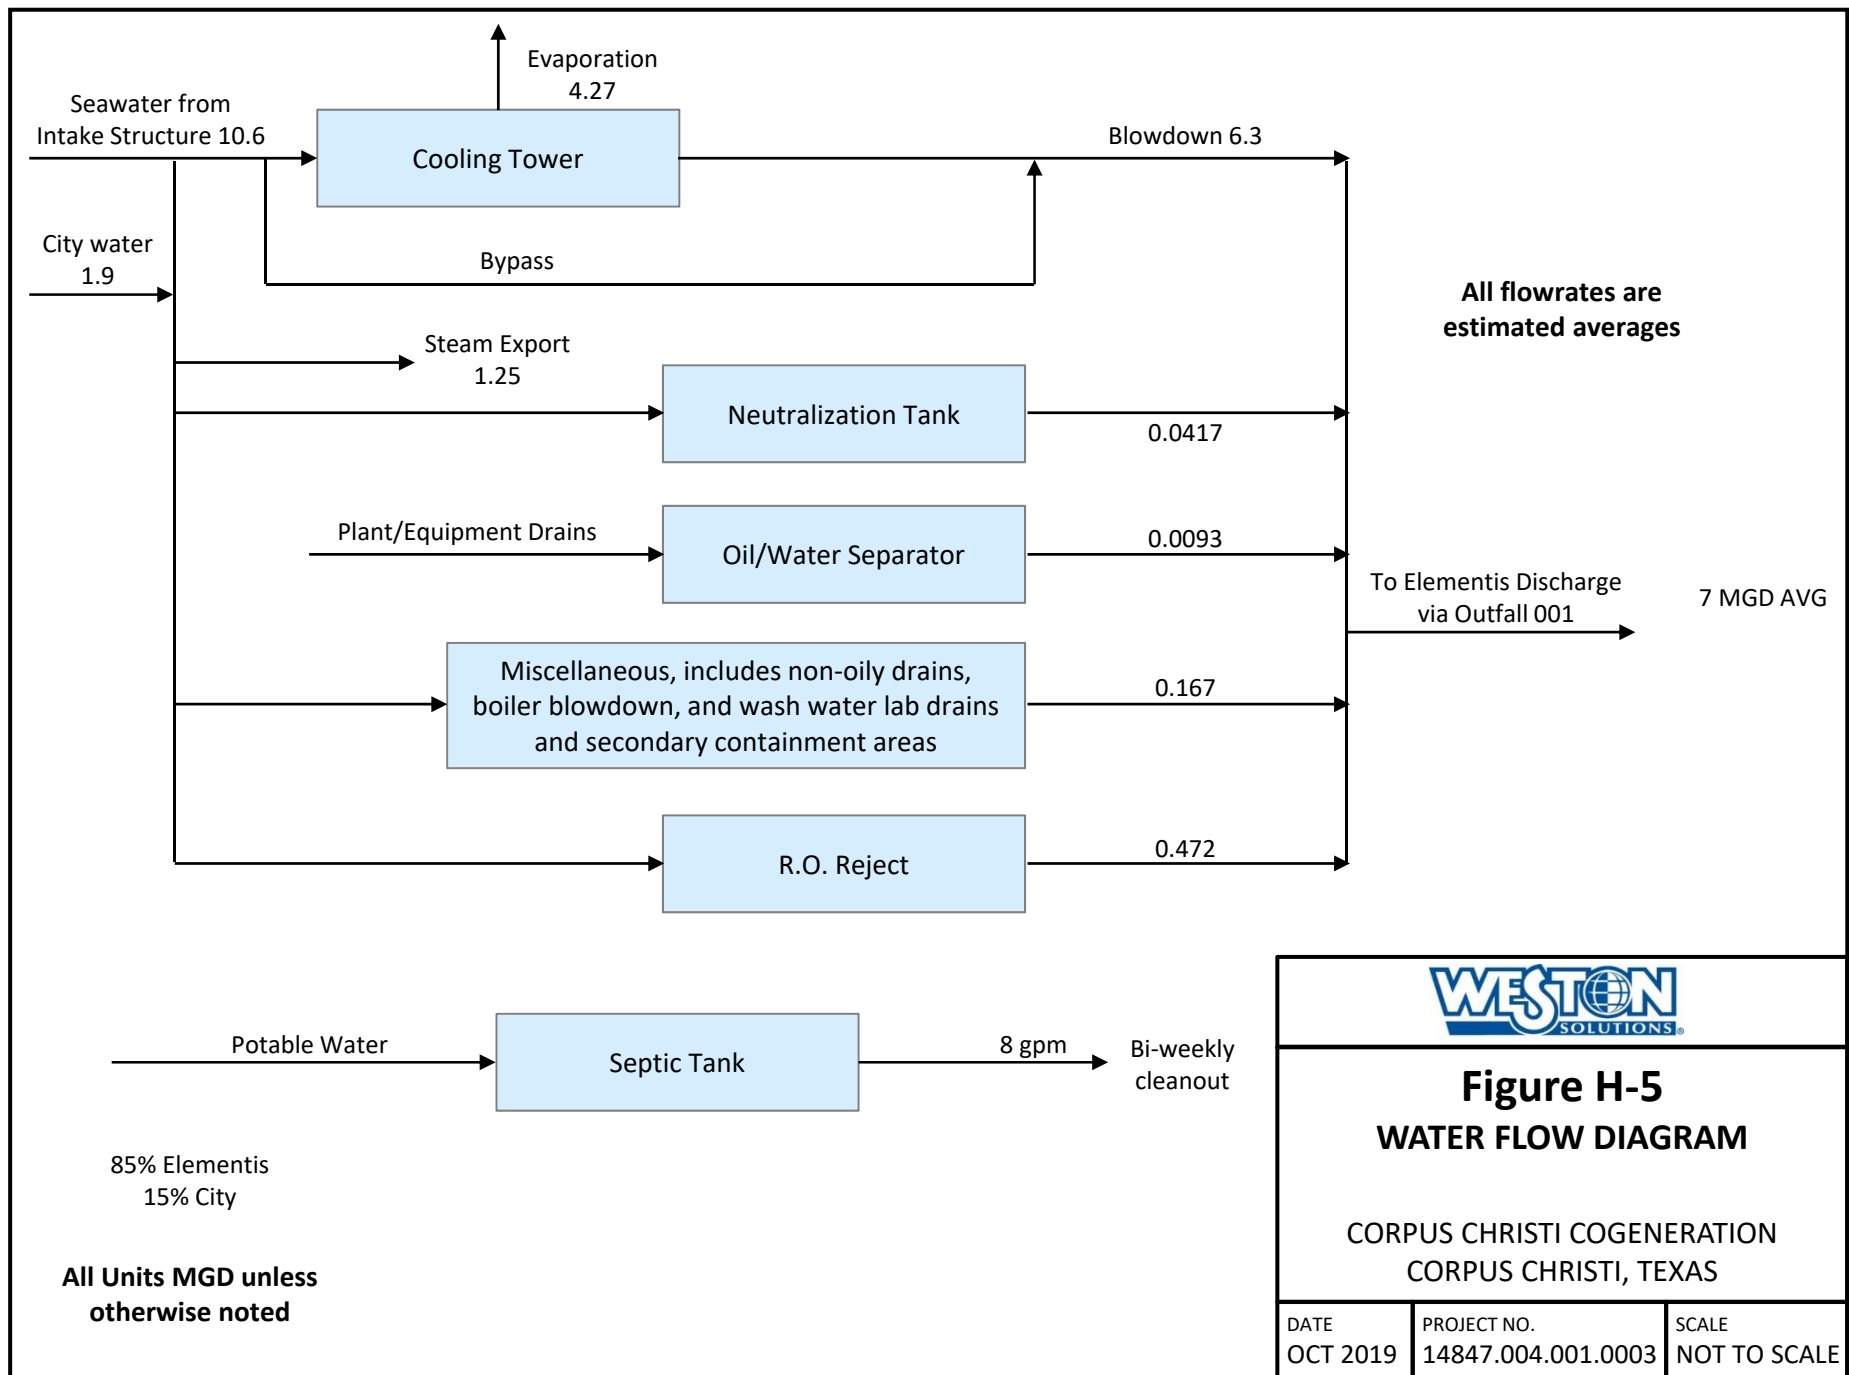 Evaporation
4.27
Seawater from
Intake Structure 10.6
Cooling Tower
Blowdown 6.3
City water
1.9
Bypass
All flowrates are
estimated averages
Steam Export
1.25
Neutralization Tank
0.0417
Plant/Equipment Drains
Oil/Water Separator
0.0093
To Elementis Discharge
via Outfall 001
7 MGD AVG
Miscellaneous, includes non-oily drains,
boiler blowdown, and wash water lab drains
and secondary containment areas
0.167
R.O. Reject
0.472
Potable Water
Septic Tank
8 gpm
Bi-weekly
cleanout
85% Elementis
15% City
All Units MGD unless
otherwise noted
WESTON
SOLUTIONS®
Figure H-5
WATER FLOW DIAGRAM
CORPUS CHRISTI COGENERATION
CORPUS CHRISTI, TEXAS
DATE
OCT 2019
PROJECT NO.
14847.004.001.0003
SCALE
NOT TO SCALE